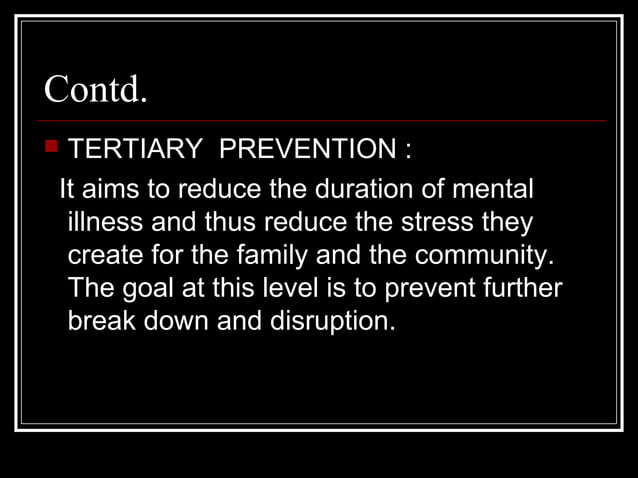 Contd.
TERTIARY  PREVENTION :
It aims to reduce the duration of mental
illness and thus reduce the stress they
create for the family and the community.
The goal at this level is to prevent further
break down and disruption.